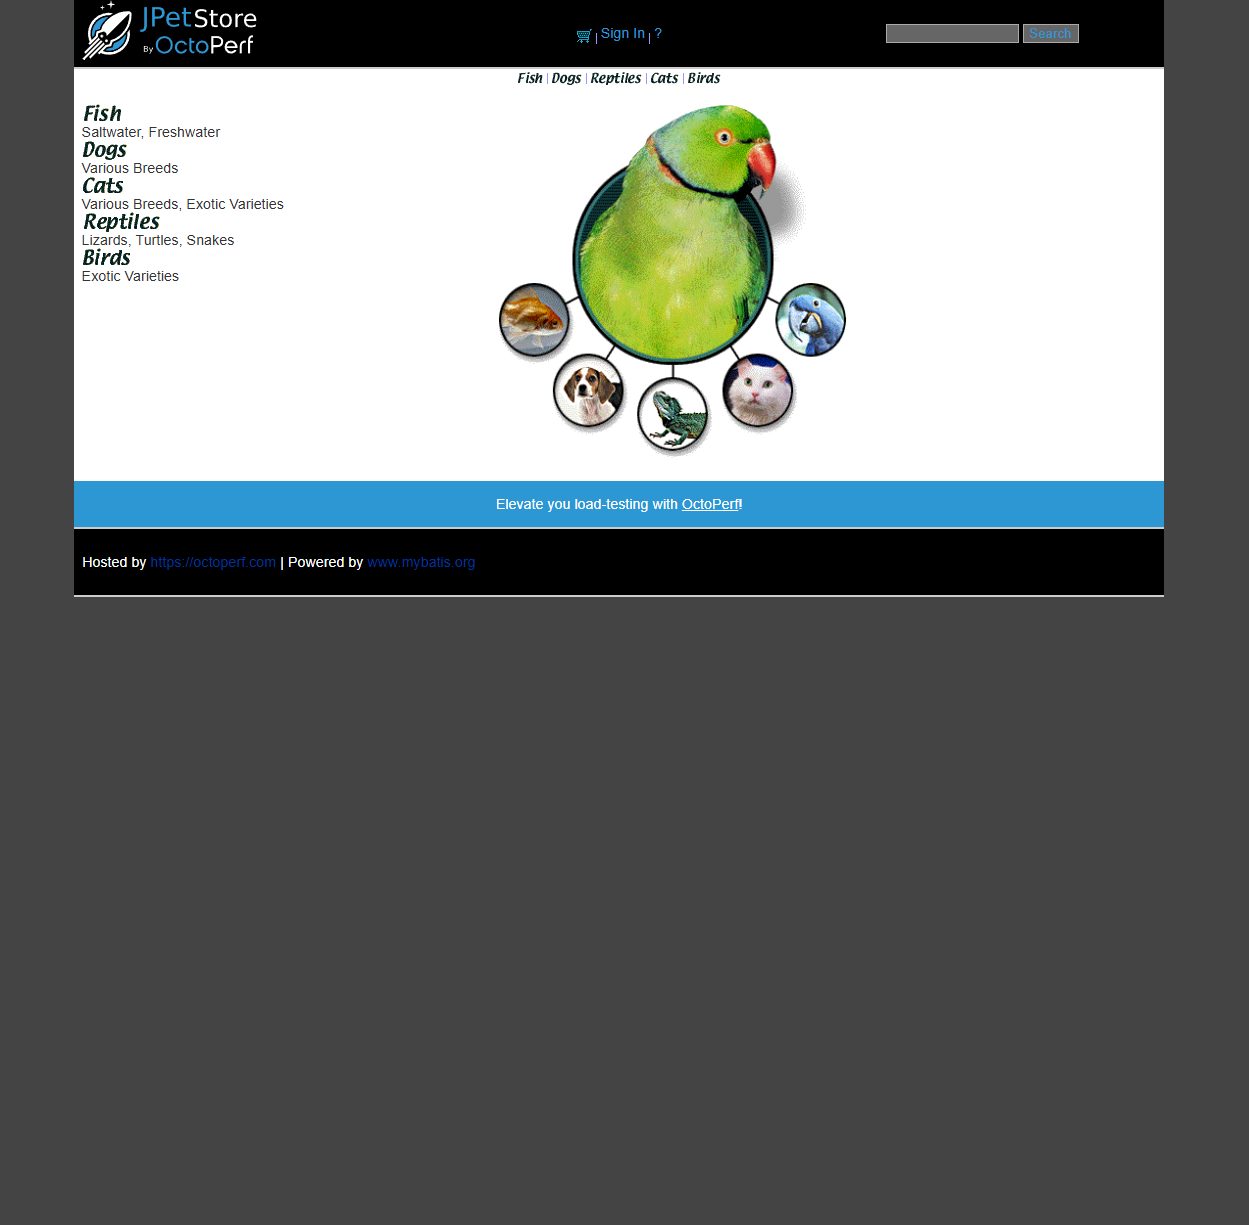 JPetStore
By OctoPerf
| Sign In | ?
Search
Fish | Dogs | Reptiles | Cats | Birds
Fish
Saltwater, Freshwater
Dogs
Various Breeds
Cats
Various Breeds, Exotic Varieties
Reptiles
Lizards, Turtles, Snakes
Birds
Exotic Varieties
Elevate you load-testing with OctoPerf!
Hosted by https://octoperf.com | Powered by www.mybatis.org